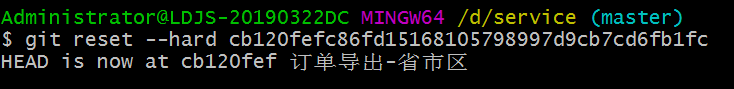 Administrator@LDJS-20190322DC MINGW64 /d/service (master)
$ git reset --hard cb120fefc86fd15168105798997d9cb7cd6fb1fc
HEAD is now at cb120fef 订单导出-省市区